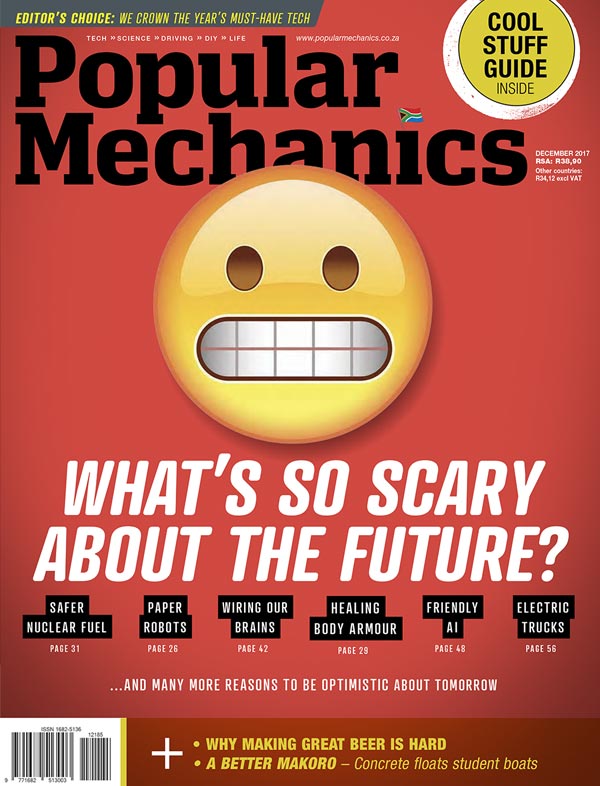 EDITOR'S CHOICE: WE CROWN THE YEAR'S MUST-HAVE TECH
COOL
STUFF
GUIDE
INSIDE
TECH » SCIENCE » DRIVING » DIY » LIFE
www.popularmechanics.co.za
Popular
Mechanics
DECEMBER 2017
RSA: R38,90
Other countries:
R34,12 excl VAT
WHAT'S SO SCARY
ABOUT THE FUTURE?
SAFER
NUCLEAR FUEL
PAGE 31
PAPER
ROBOTS
PAGE 26
WIRING OUR
BRAINS
PAGE 42
HEALING
BODY ARMOUR
PAGE 29
FRIENDLY
AI
PAGE 48
ELECTRIC
TRUCKS
PAGE 56
...AND MANY MORE REASONS TO BE OPTIMISTIC ABOUT TOMORROW
ISSN 1682-5136
12185
9 771682 513003
+
• WHY MAKING GREAT BEER IS HARD
• A BETTER MAKORO – Concrete floats student boats